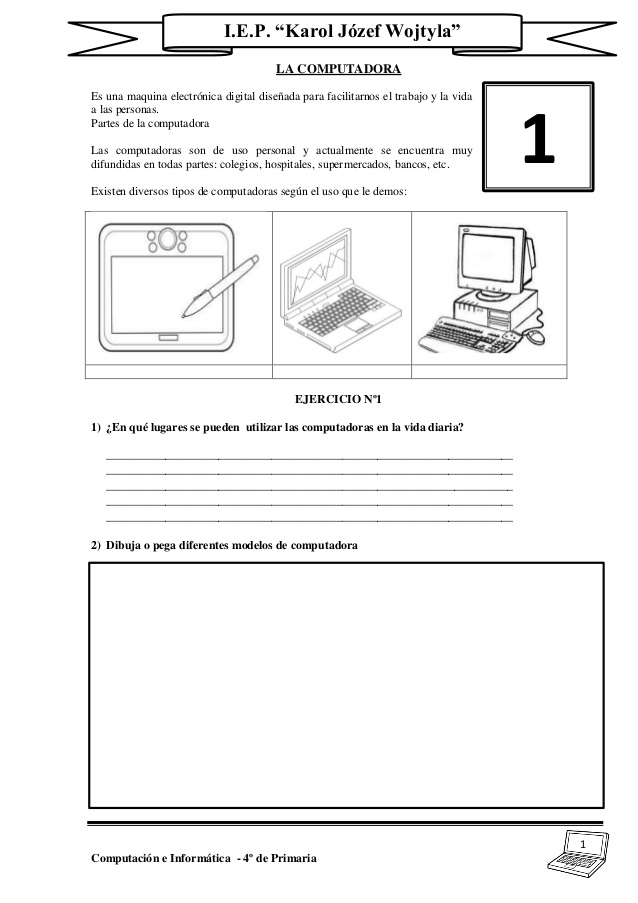 I.E.P. “Karol Józef Wojtyla”
LA COMPUTADORA
Es una maquina electrónica digital diseñada para facilitarnos el trabajo y la vida
a las personas.
Partes de la computadora
Las computadoras son de uso personal y actualmente se encuentra muy
difundidas en todas partes: colegios, hospitales, supermercados, bancos, etc.
Existen diversos tipos de computadoras según el uso que le demos:
1
EJERCICIO Nº1
1) ¿En qué lugares se pueden utilizar las computadoras en la vida diaria?
2) Dibuja o pega diferentes modelos de computadora
1
Computación e Informática - 4º de Primaria